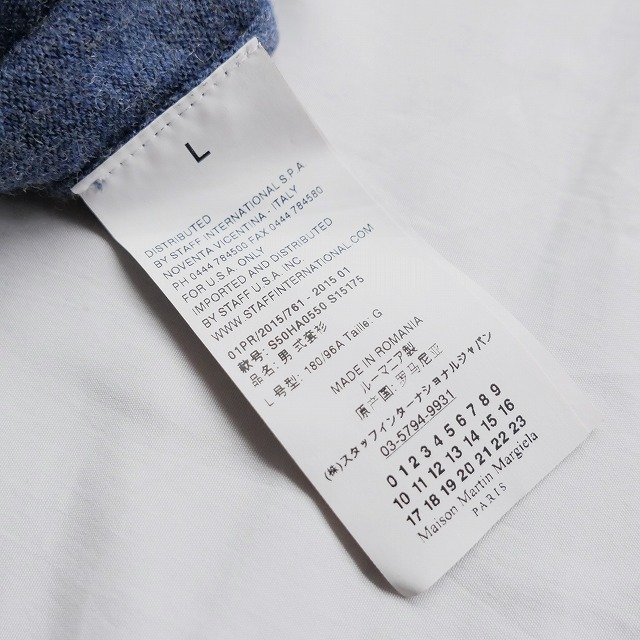 L
DISTRIBUTED
BY STAFF INTERNATIONAL S.P.A.
NOVENTA VICENTINA - ITALY
PH 0444 784500 FAX 0444 784580
FOR U.S.A. ONLY
IMPORTED AND DISTRIBUTED
BY STAFF U.S.A. INC
WWW.STAFFINTERNATIONAL.COM
01PR/2015/761 - 2015 01
款号: S50HA0550 S15175
品名: 男式套衫
L 号型: 180/96A Taille: G
MADE IN ROMANIA
ルーマニア製
原产国: 罗马尼亚
(株)スタッフインターナショナルジャパン
03-5794-9931
0 1 2 3 4 5 6 7 8 9
10 11 12 13 14 15 16
17 18 19 20 21 22 23
Maison Martin Margiela
PARIS